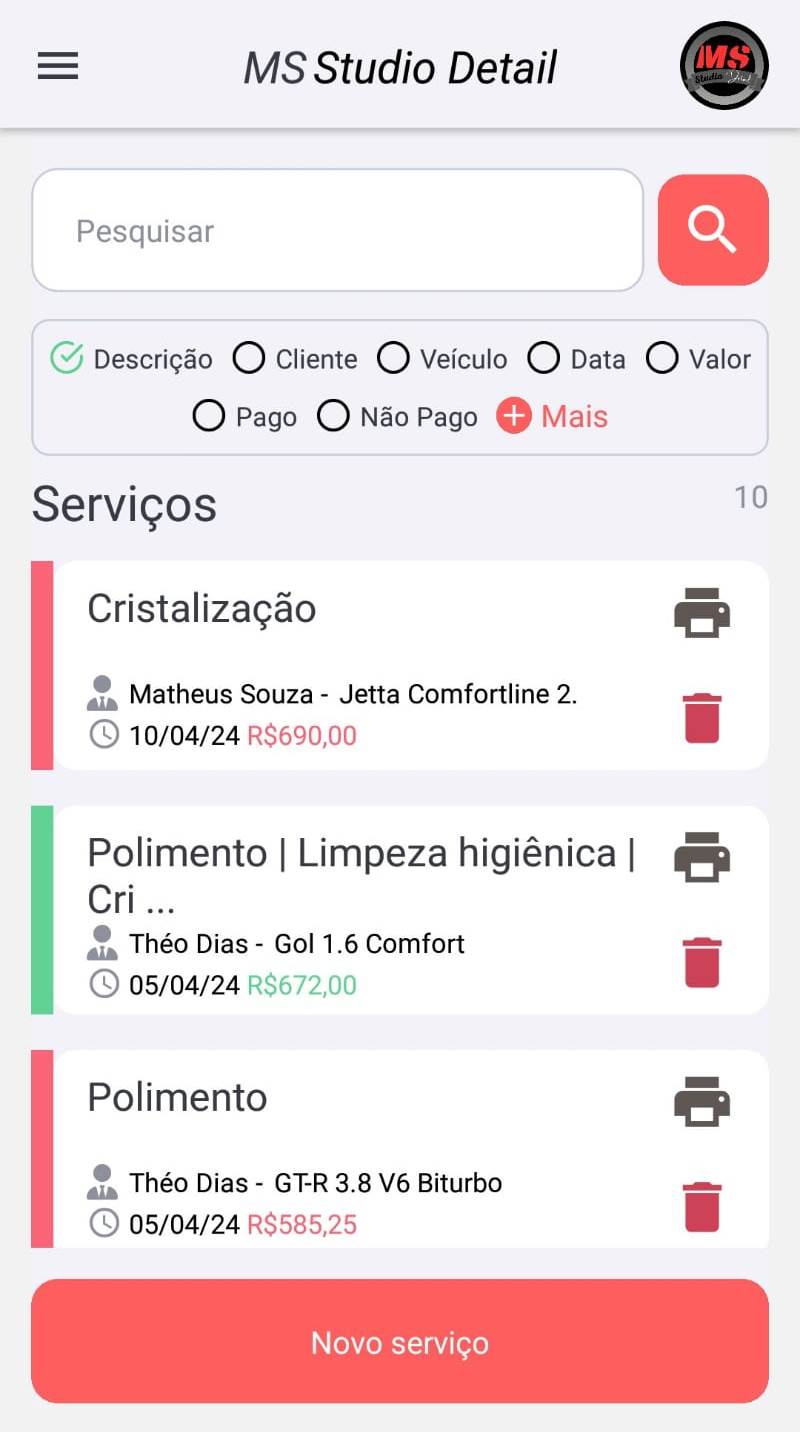 MS Studio Detail
MS
Studio Detail
Pesquisar
Descrição Cliente Veículo Data Valor
Pago Não Pago Mais
Serviços 10
Cristalização
Matheus Souza - Jetta Comfortline 2.
10/04/24 R$690,00
Polimento | Limpeza higiênica |
Cri ...
Théo Dias - Gol 1.6 Comfort
05/04/24 R$672,00
Polimento
Théo Dias - GT-R 3.8 V6 Biturbo
05/04/24 R$585,25
Novo serviço